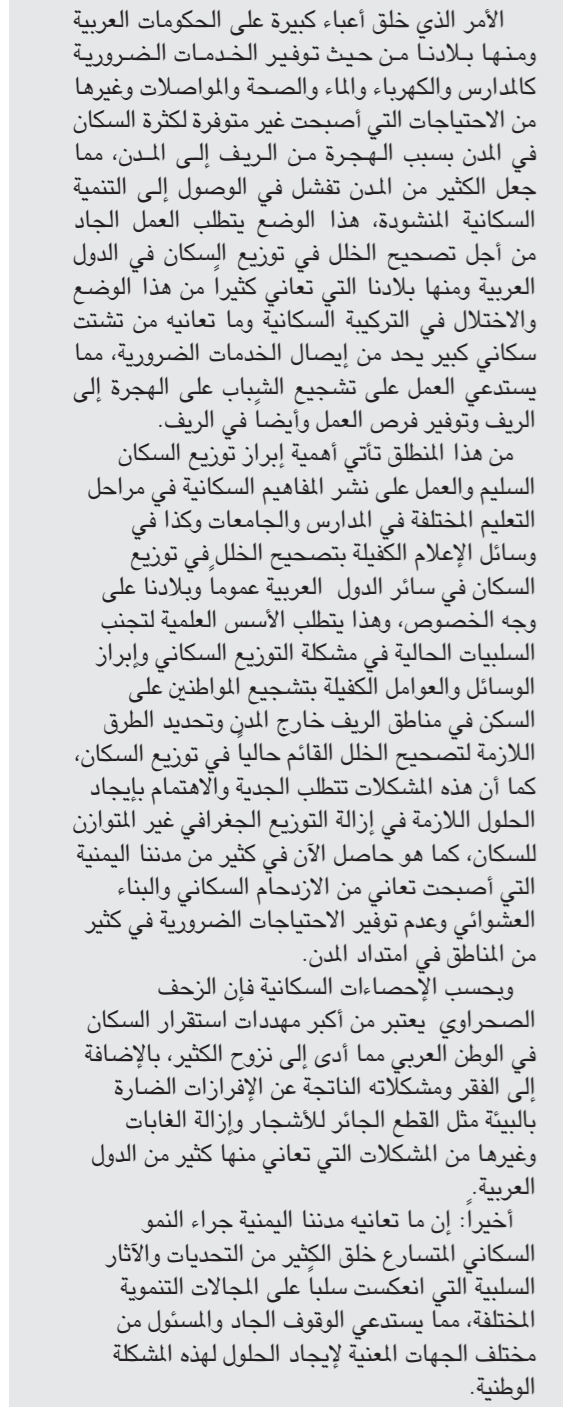 الأمر الذي خلق أعباء كبيرة على الحكومات العربية
ومنها بلادنا من حيث توفير الخدمات الضرورية
كالمدارس والكهرباء والماء والصحة والمواصلات وغيرها
من الاحتياجات التي أصبحت غير متوفرة لكثرة السكان
في المدن بسبب الهجرة من الريف إلى المدن، مما
جعل الكثير من المدن تفشل في الوصول إلى التنمية
السكانية المنشودة، هذا الوضع يتطلب العمل الجاد
من أجل تصحيح الخلل في توزيع السكان في الدول
العربية ومنها بلادنا التي تعاني كثيراً من هذا الوضع
والاختلال في التركيبة السكانية وما تعانيه من تشتت
سكاني كبير يحد من إيصال الخدمات الضرورية، مما
يستدعي العمل على تشجيع الشباب على الهجرة إلى
الريف وتوفير فرص العمل وأيضاً في الريف.
من هذا المنطلق تأتي أهمية إبراز توزيع السكان
السليم والعمل على نشر المفاهيم السكانية في مراحل
التعليم المختلفة في المدارس والجامعات وكذا في
وسائل الإعلام الكفيلة بتصحيح الخلل في توزيع
السكان في سائر الدول العربية عموماً وبلادنا على
وجه الخصوص، وهذا يتطلب الأسس العلمية لتجنب
السلبيات الحالية في مشكلة التوزيع السكاني وإبراز
الوسائل والعوامل الكفيلة بتشجيع المواطنين على
السكن في مناطق الريف خارج المدن وتحديد الطرق
اللازمة لتصحيح الخلل القائم حالياً في توزيع السكان،
كما أن هذه المشكلات تتطلب الجدية والاهتمام بإيجاد
الحلول اللازمة في إزالة التوزيع الجغرافي غير المتوازن
للسكان، كما هو حاصل الآن في كثير من مدننا اليمنية
التي أصبحت تعاني من الازدحام السكاني والبناء
العشوائي وعدم توفير الاحتياجات الضرورية في كثير
من المناطق في امتداد المدن.
وبحسب الإحصاءات السكانية فإن الزحف
الصحراوي يعتبر من أكبر مهددات استقرار السكان
في الوطن العربي مما أدى إلى نزوح الكثير، بالإضافة
إلى الفقر ومشكلاته الناتجة عن الإفرازات الضارة
بالبيئة مثل القطع الجائر للأشجار وإزالة الغابات
وغيرها من المشكلات التي تعاني منها كثير من الدول
العربية.
أخيراً: إن ما تعانيه مدننا اليمنية جراء النمو
السكاني المتسارع خلق الكثير من التحديات والآثار
السلبية التي انعكست سلباً على المجالات التنموية
المختلفة، مما يستدعي الوقوف الجاد والمسئول من
مختلف الجهات المعنية لإيجاد الحلول لهذه المشكلة
الوطنية.